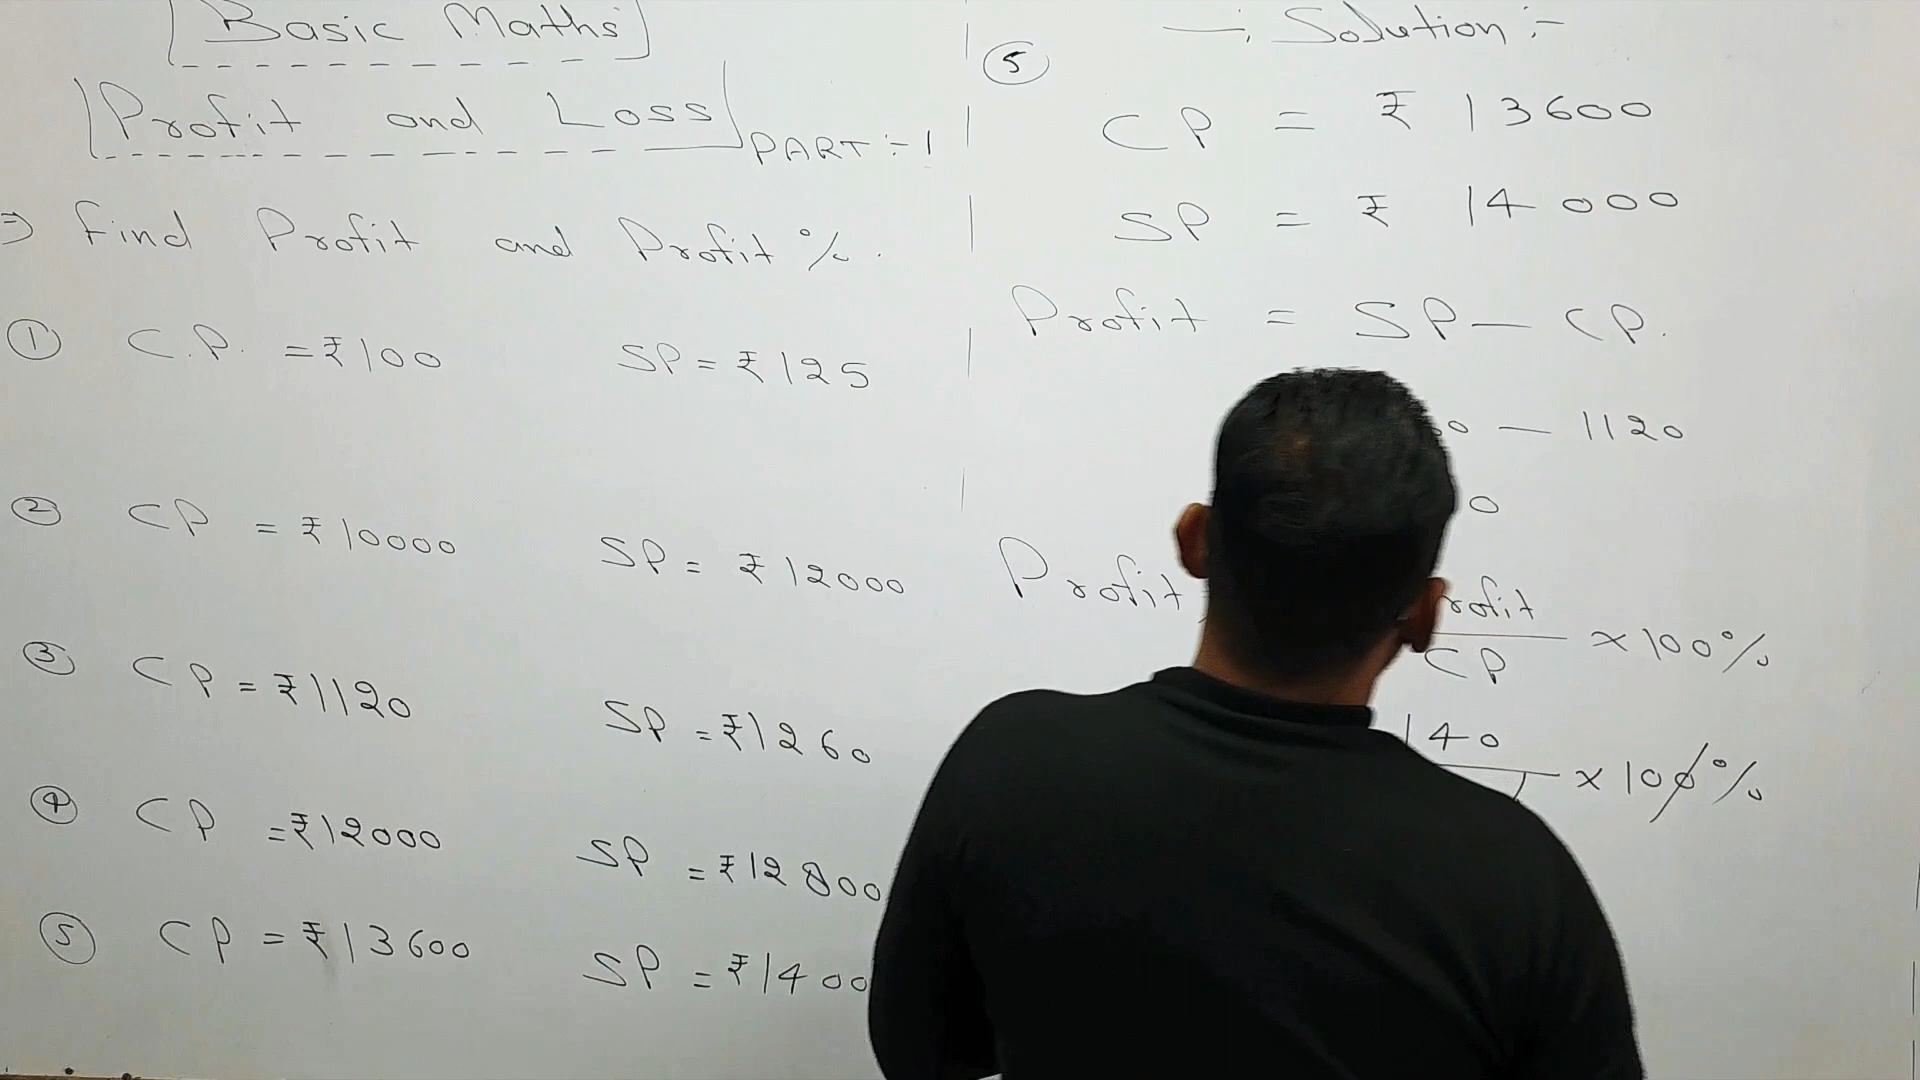 Basic Maths
Profit and Loss PART :- 1
⇒ Find Profit and Profit %.
① C.P. = ₹100 SP = ₹125
② CP = ₹10000 SP = ₹12000
③ CP = ₹1120 SP = ₹1260
④ CP = ₹12000 SP = ₹12800
⑤ CP = ₹13600 SP = ₹1400
—: Solution :-
⑤
CP = ₹ 13600
SP = ₹ 14000
Profit = SP — CP.
0 — 1120
0
Profit rofit
CP × 100%
140 × 100%